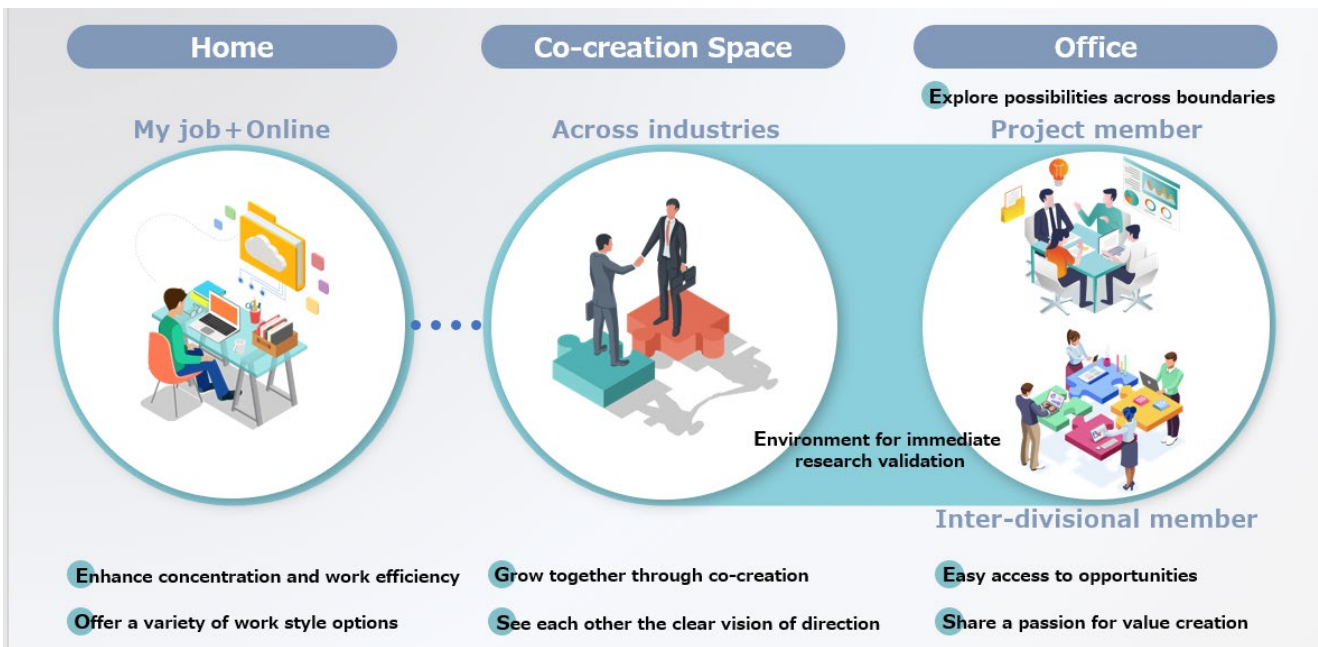 Home
Co-creation Space
Office
Explore possibilities across boundaries
My job+Online
Across industries
Project member
Environment for immediate
research validation
Inter-divisional member
Enhance concentration and work efficiency
Grow together through co-creation
Easy access to opportunities
Offer a variety of work style options
See each other the clear vision of direction
Share a passion for value creation